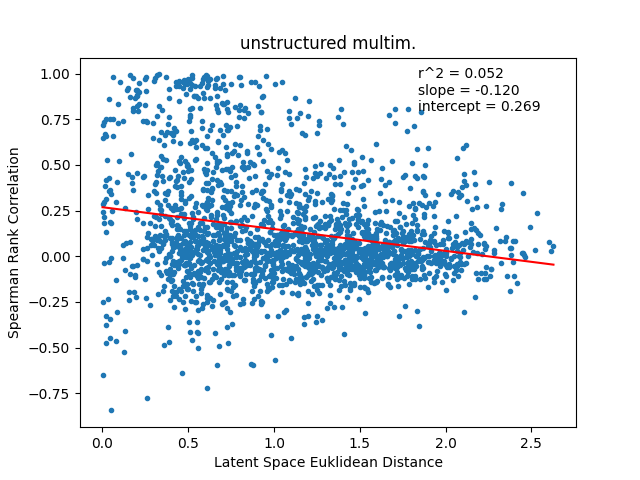 unstructured multim.
r^2 = 0.052
slope = -0.120
intercept = 0.269
1.00
0.75
0.50
0.25
0.00
−0.25
−0.50
−0.75
Spearman Rank Correlation
0.0 0.5 1.0 1.5 2.0 2.5
Latent Space Euklidean Distance